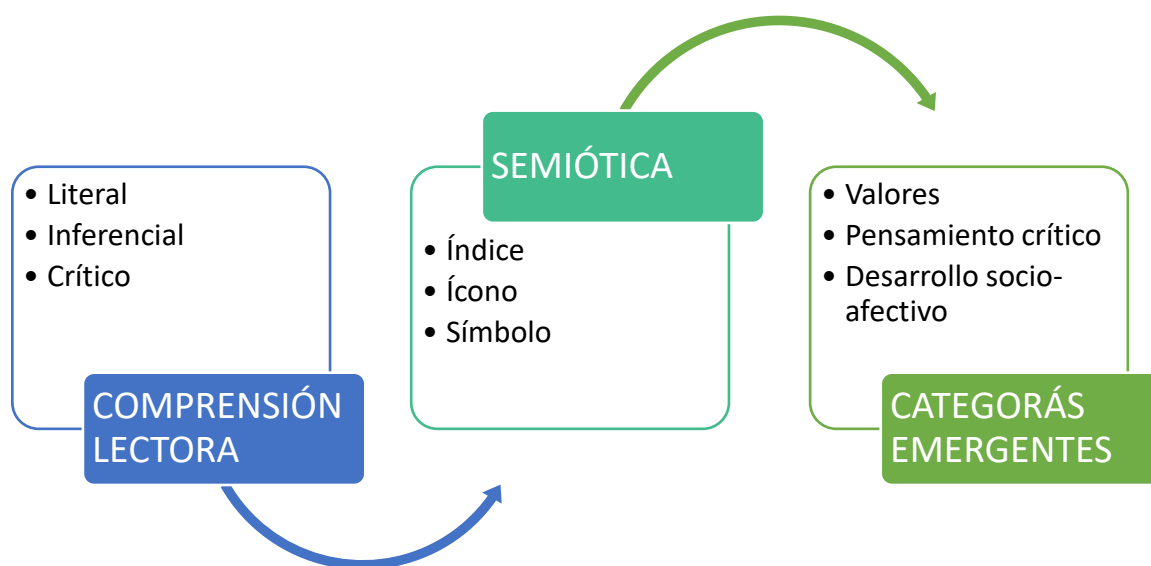 • Literal
• Inferencial
• Crítico
COMPRENSIÓN
LECTORA
SEMIÓTICA
• Índice
• Ícono
• Símbolo
• Valores
• Pensamiento crítico
• Desarrollo socio-
afectivo
CATEGORÁS
EMERGENTES